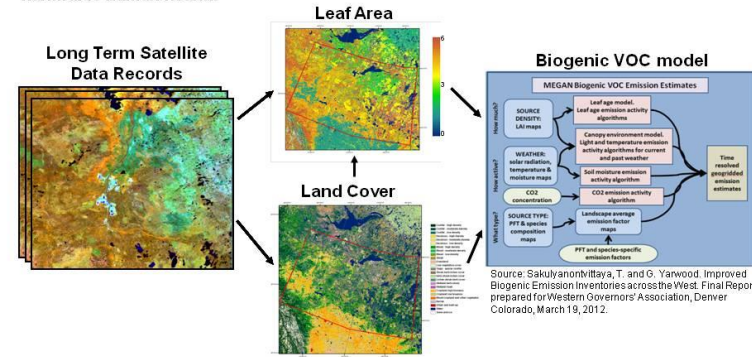 Leaf Area
Long Term Satellite
Data Records
6
3
0
Land Cover
Biogenic VOC model
MEGAN Biogenic VOC Emission Estimates
How much?
SOURCE
DENSITY:
LAI maps
Leaf age model.
Leaf age emission activity
algorithms
How active?
WEATHER:
solar radiation,
temperature &
moisture maps
Canopy environment model.
Light and temperature emission
activity algorithms for current
and past weather
Soil moisture emission
activity algorithm
CO2
concentration
CO2 emission activity
algorithm
What type?
SOURCE TYPE:
PFT & species
composition
maps
Landscape average
emission factor
maps
PFT and species-specific
emission factors
Time
resolved
geogridded
emission
estimates
Source: Sakulyanontvittaya, T. and G. Yarwood. Improved
Biogenic Emission Inventories across the West. Final Repor
prepared for Western Governors' Association, Denver
Colorado, March 19, 2012.